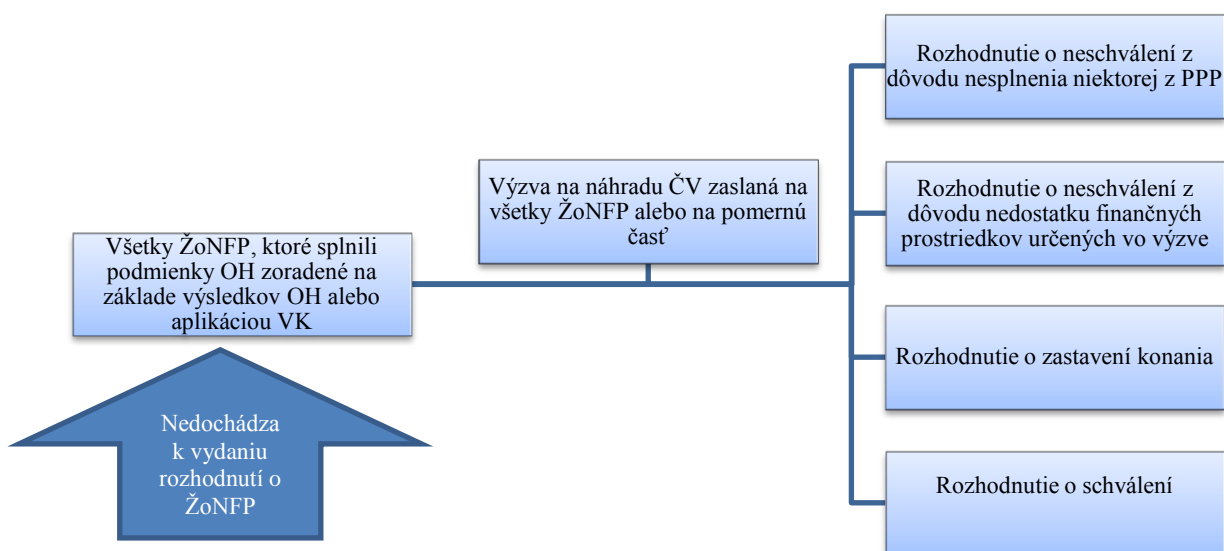 Všetky ŽoNFP, ktoré splnili
podmienky OH zoradené na
základe výsledkov OH alebo
aplikáciou VK
Nedochádza
k vydaniu
rozhodnutí o
ŽoNFP
Výzva na náhradu ČV zaslaná na
všetky ŽoNFP alebo na pomernú
časť
Rozhodnutie o neschválení z
dôvodu nesplnenia niektorej z PPP
Rozhodnutie o neschválení z
dôvodu nedostatku finančných
prostriedkov určených vo výzve
Rozhodnutie o zastavení konania
Rozhodnutie o schválení